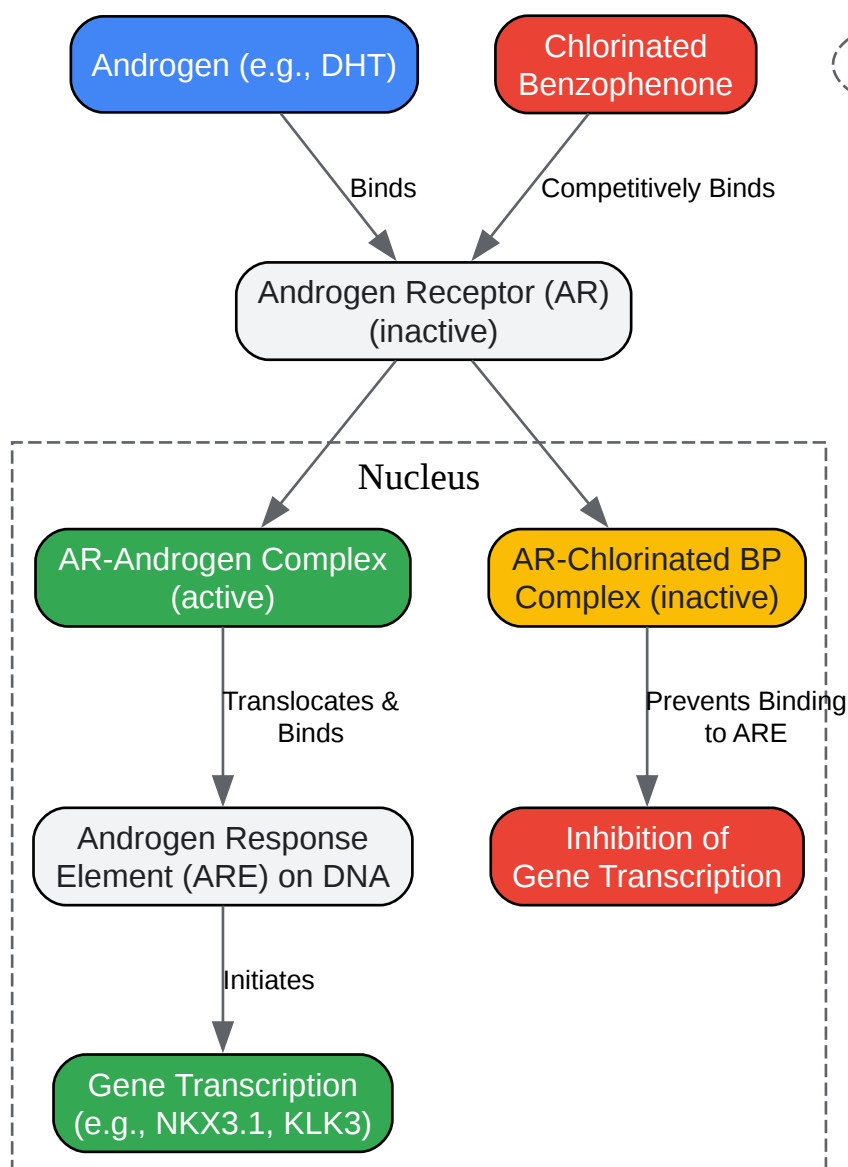 Androgen (e.g., DHT)
Chlorinated
Benzophenone
Binds
Competitively Binds
Androgen Receptor (AR)
(inactive)
Nucleus
AR-Androgen Complex
(active)
AR-Chlorinated BP
Complex (inactive)
Translocates &
Binds
Prevents Binding
to ARE
Androgen Response
Element (ARE) on DNA
Inhibition of
Gene Transcription
Initiates
Gene Transcription
(e.g., NKX3.1, KLK3)